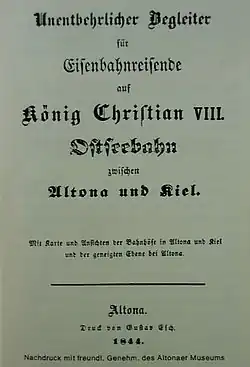 Unentbehrlicher Begleiter
für
Eisenbahnreisende
auf
König Christian VIII.
Ostseebahn
zwischen
Altona und Kiel.
Mit Karte und Ansichten der Bahnhöfe in Altona und Kiel
und der geneigten Ebene bei Altona.
Altona.
Druck von Gustav Esch.
1844.
Nachdruck mit freundl. Genehm. des Altonaer Museums